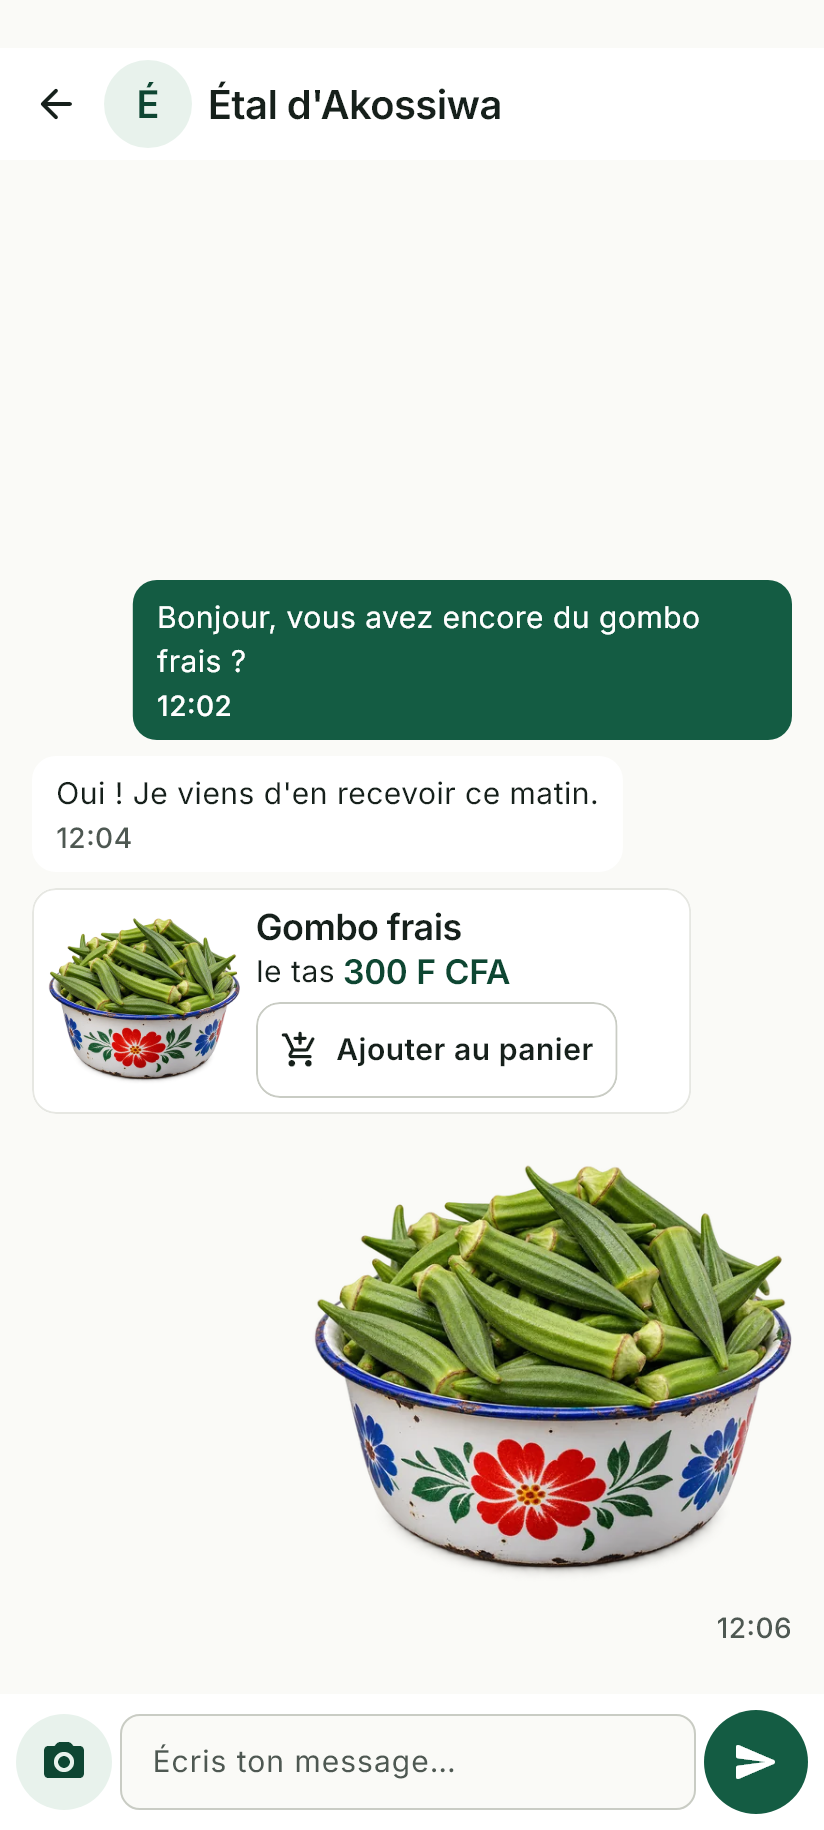 É
Étal d'Akossiwa
Bonjour, vous avez encore du gombo
frais ?
12:02
Oui ! Je viens d'en recevoir ce matin.
12:04
Gombo frais
le tas 300 F CFA
Ajouter au panier
12:06
Écris ton message...